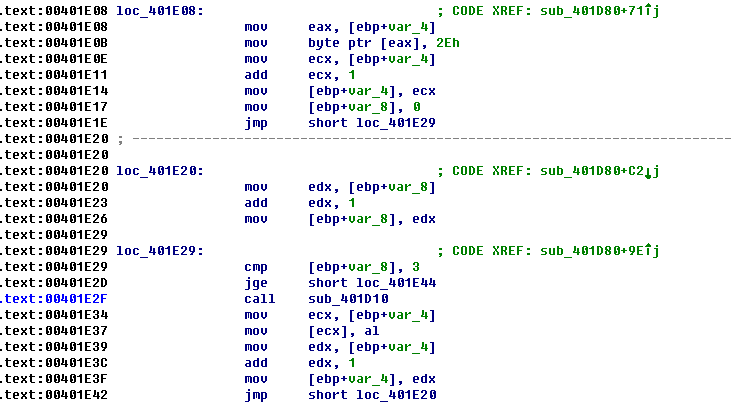 .text:00401E08 loc_401E08: ; CODE XREF: sub_401D80+71↑j
.text:00401E08 mov eax, [ebp+var_4]
.text:00401E0B mov byte ptr [eax], 2Eh
.text:00401E0E mov ecx, [ebp+var_4]
.text:00401E11 add ecx, 1
.text:00401E14 mov [ebp+var_4], ecx
.text:00401E17 mov [ebp+var_8], 0
.text:00401E1E jmp short loc_401E29
.text:00401E20 ; ---------------------------------------------------------------------------
.text:00401E20
.text:00401E20 loc_401E20: ; CODE XREF: sub_401D80+C2↓j
.text:00401E20 mov edx, [ebp+var_8]
.text:00401E23 add edx, 1
.text:00401E26 mov [ebp+var_8], edx
.text:00401E29
.text:00401E29 loc_401E29: ; CODE XREF: sub_401D80+9E↑j
.text:00401E29 cmp [ebp+var_8], 3
.text:00401E2D jge short loc_401E44
.text:00401E2F call sub_401D10
.text:00401E34 mov ecx, [ebp+var_4]
.text:00401E37 mov [ecx], al
.text:00401E39 mov edx, [ebp+var_4]
.text:00401E3C add edx, 1
.text:00401E3F mov [ebp+var_4], edx
.text:00401E42 jmp short loc_401E20